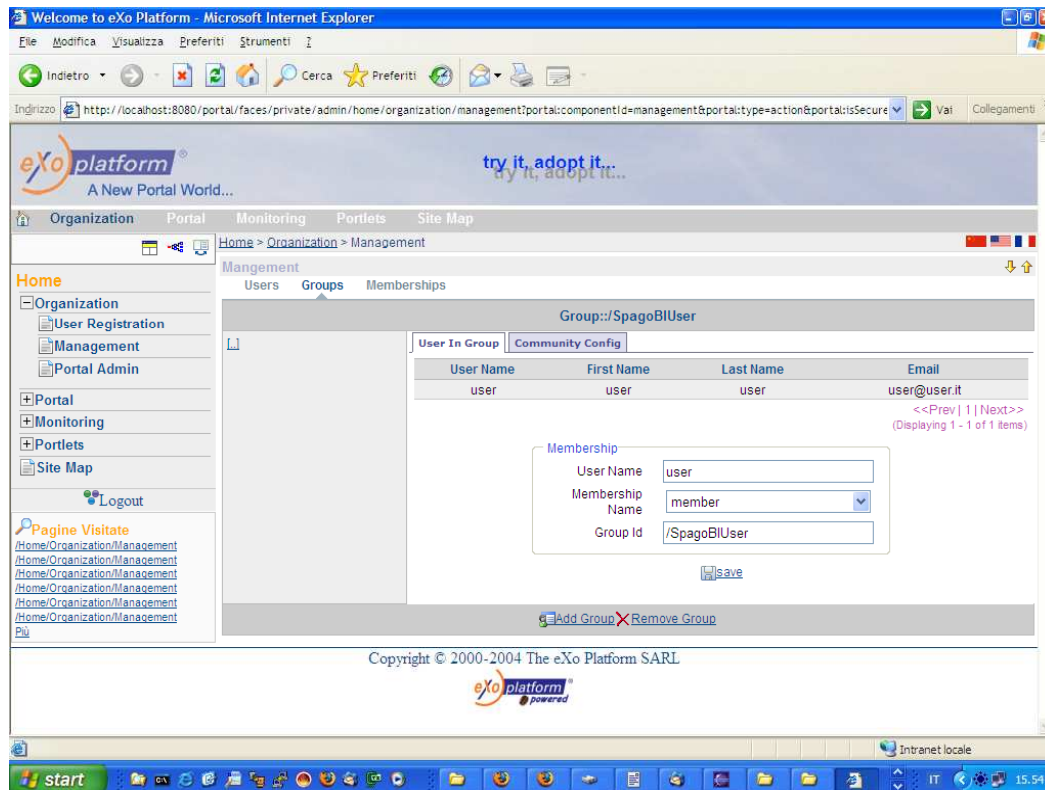 Welcome to eXo Platform - Microsoft Internet Explorer
File Modifica Visualizza Preferiti Strumenti ?
Indietro Cerca Preferiti
Indirizzo http://localhost:8080/portal/faces/private/admin/home/organization/management?portal:componentId=management&portal:type=action&portal:isSecure Vai Collegamenti
eXo platform ®
A New Portal World...
try it, adopt it...
Organization Portal Monitoring Portlets Site Map
Home > Organization > Management
Mangement
Users Groups Memberships
Home
Organization
User Registration
Management
Portal Admin
Portal
Monitoring
Portlets
Site Map
Logout
Pagine Visitate
/Home/Organization/Management
/Home/Organization/Management
/Home/Organization/Management
/Home/Organization/Management
/Home/Organization/Management
/Home/Organization/Management
Più
Group::/SpagoBIUser
[..]
User In Group Community Config
User Name First Name Last Name Email
user user user user@user.it
<<Prev | 1 | Next>>
(Displaying 1 - 1 of 1 items)
Membership
User Name user
Membership Name member
Group Id /SpagoBIUser
save
Add Group Remove Group
Copyright © 2000-2004 The eXo Platform SARL
eXo platform
powered
Intranet locale
start IT 15.54